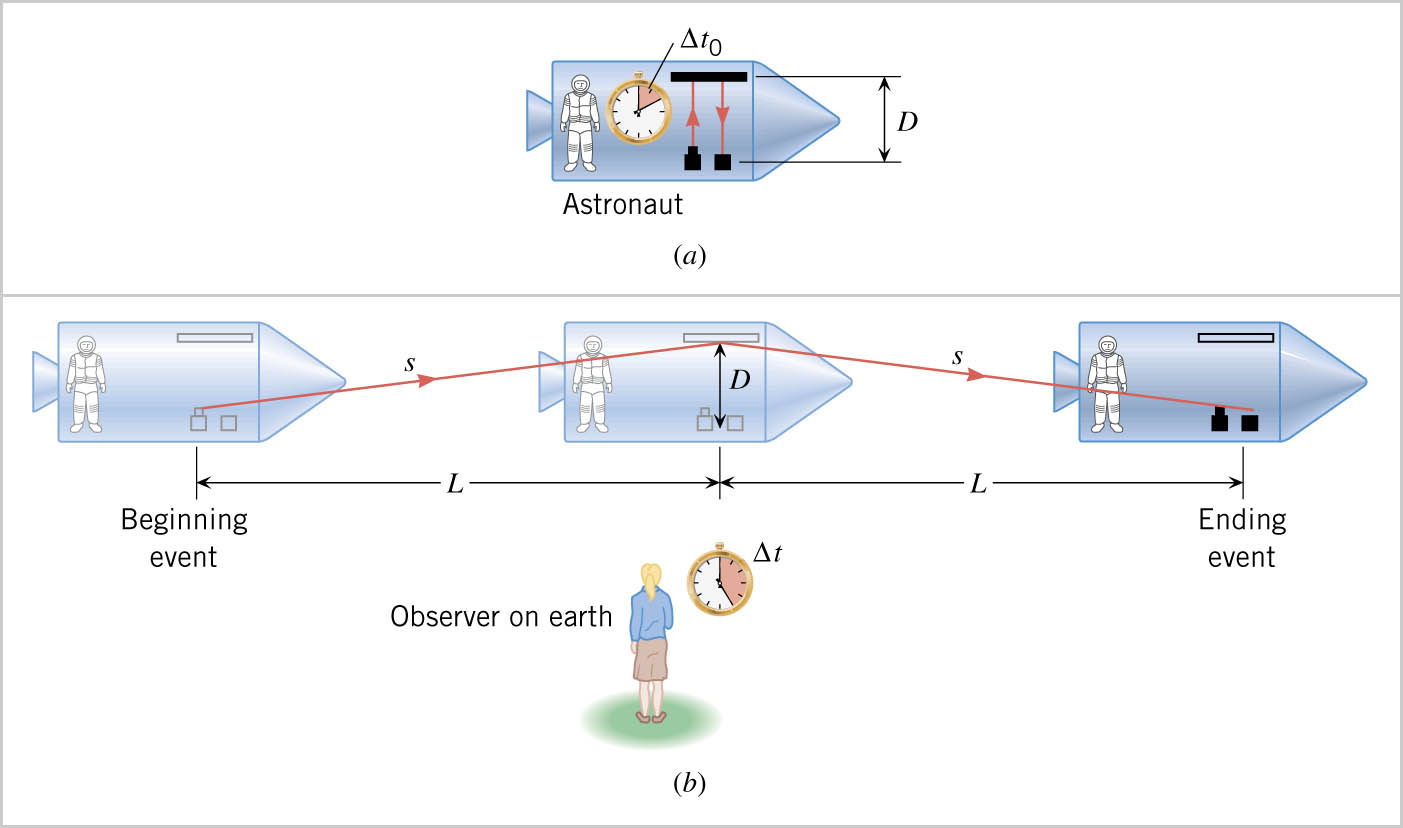 Δt₀
D
Astronaut
(a)
s
s
D
L
L
Beginning
event
Ending
event
Δt
Observer on earth
(b)